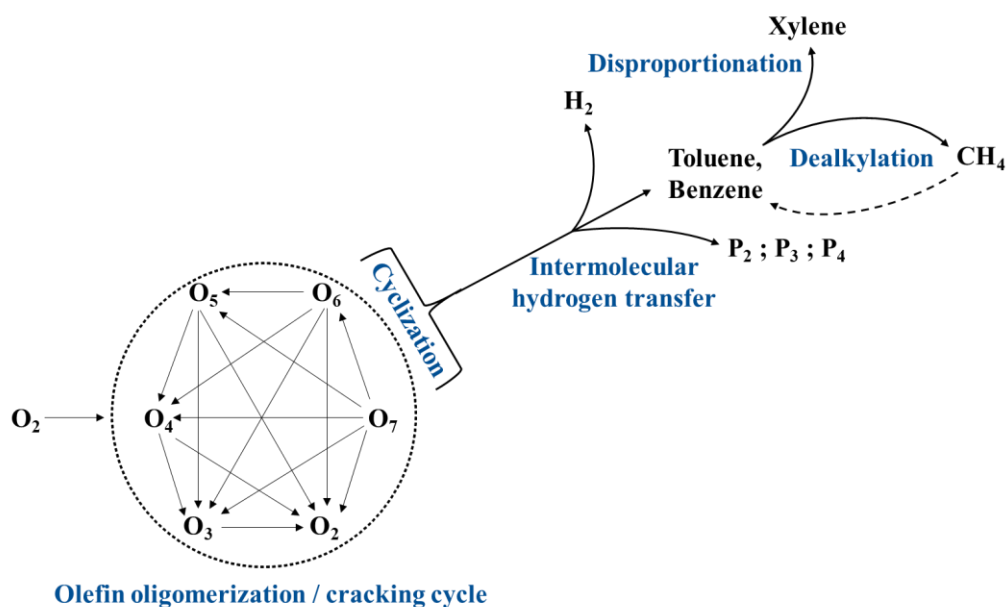 Xylene
Disproportionation
H₂
Toluene,
Benzene
Dealkylation
CH₄
P₂ ; P₃ ; P₄
Intermolecular
hydrogen transfer
Cyclization
O₅
O₆
O₂
O₄
O₇
O₃
O₂
Olefin oligomerization / cracking cycle